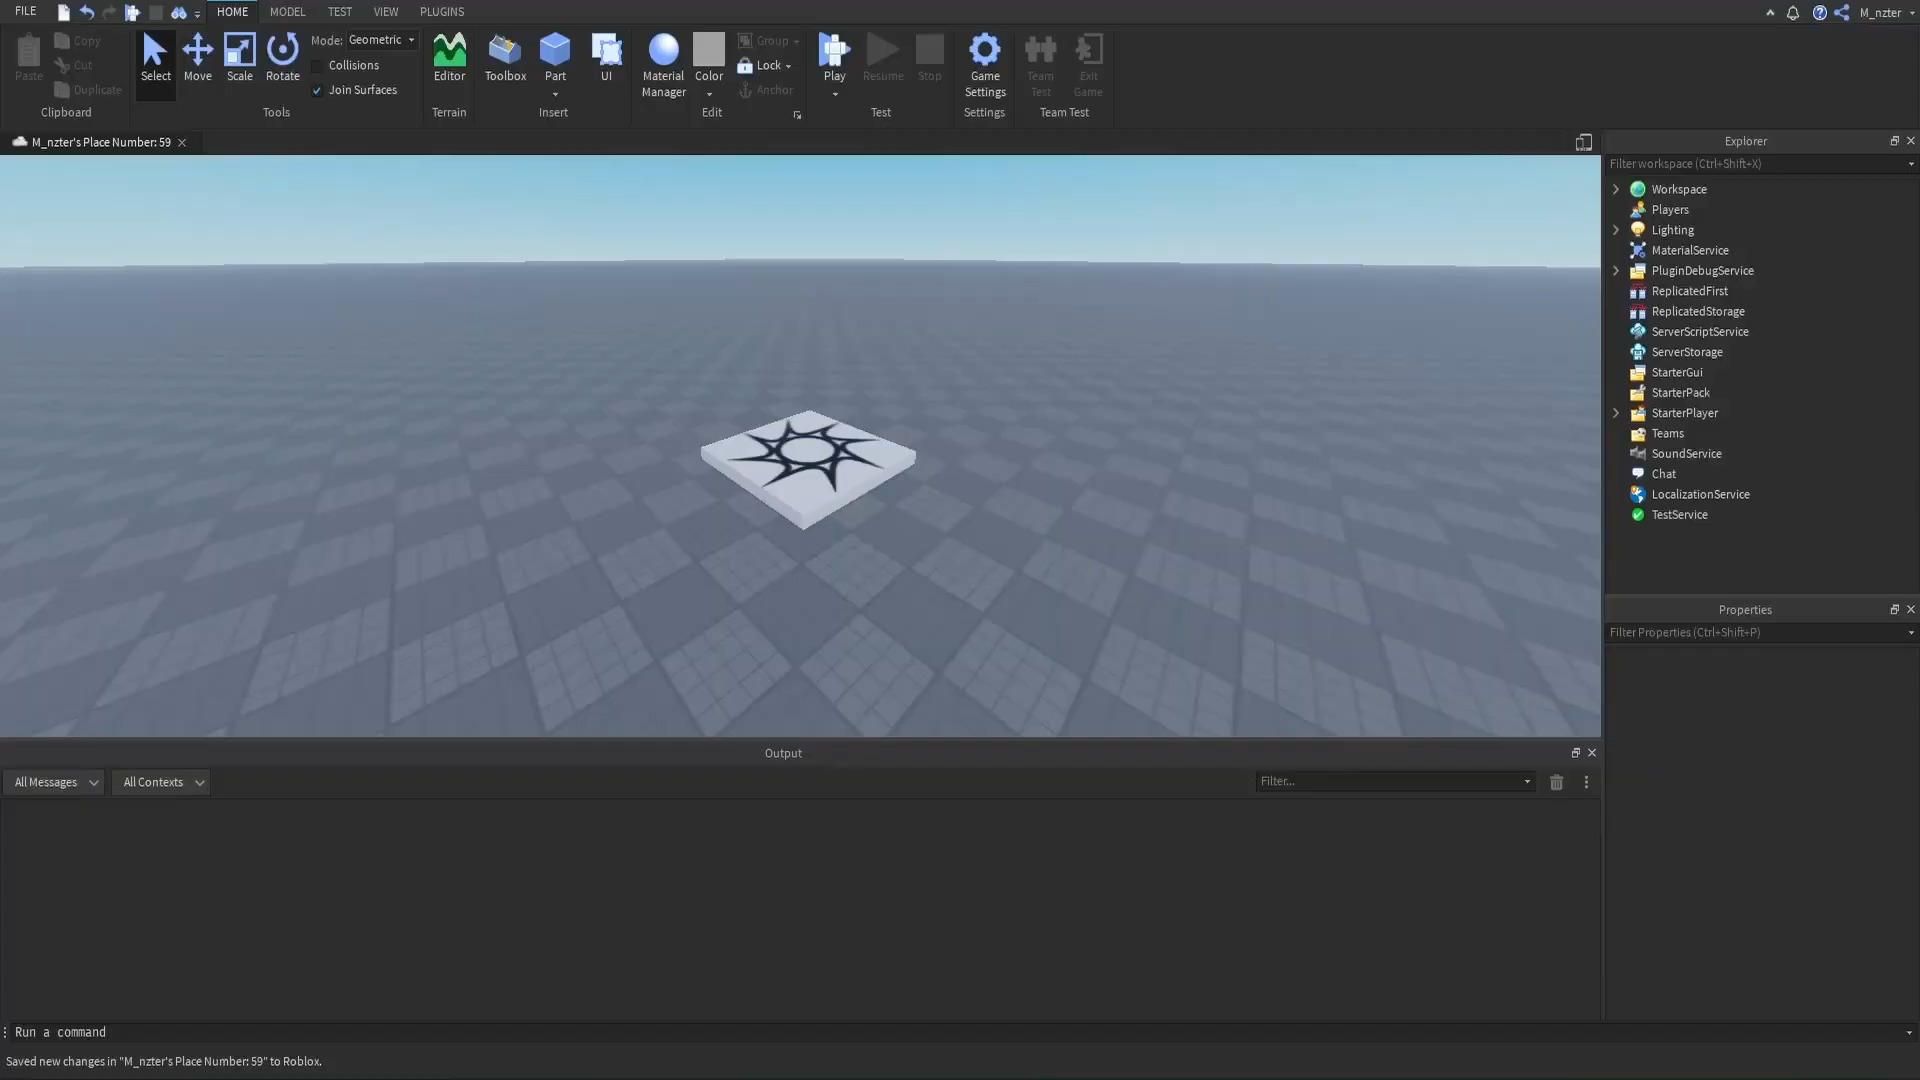 FILE
HOME
MODEL
TEST
VIEW
PLUGINS
M_nzter
Paste
Copy
Cut
Duplicate
Clipboard
Select
Move
Scale
Rotate
Mode: Geometric
Collisions
Join Surfaces
Tools
Editor
Terrain
Toolbox
Part
UI
Insert
Material
Manager
Color
Group
Lock
Anchor
Edit
Play
Resume
Stop
Test
Game
Settings
Settings
Team
Test
Exit
Game
Team Test
M_nzter's Place Number: 59
Explorer
Filter workspace (Ctrl+Shift+X)
Workspace
Players
Lighting
MaterialService
PluginDebugService
ReplicatedFirst
ReplicatedStorage
ServerScriptService
ServerStorage
StarterGui
StarterPack
StarterPlayer
Teams
SoundService
Chat
LocalizationService
TestService
Properties
Filter Properties (Ctrl+Shift+P)
Output
All Messages
All Contexts
Filter...
Run a command
Saved new changes in "M_nzter's Place Number: 59" to Roblox.